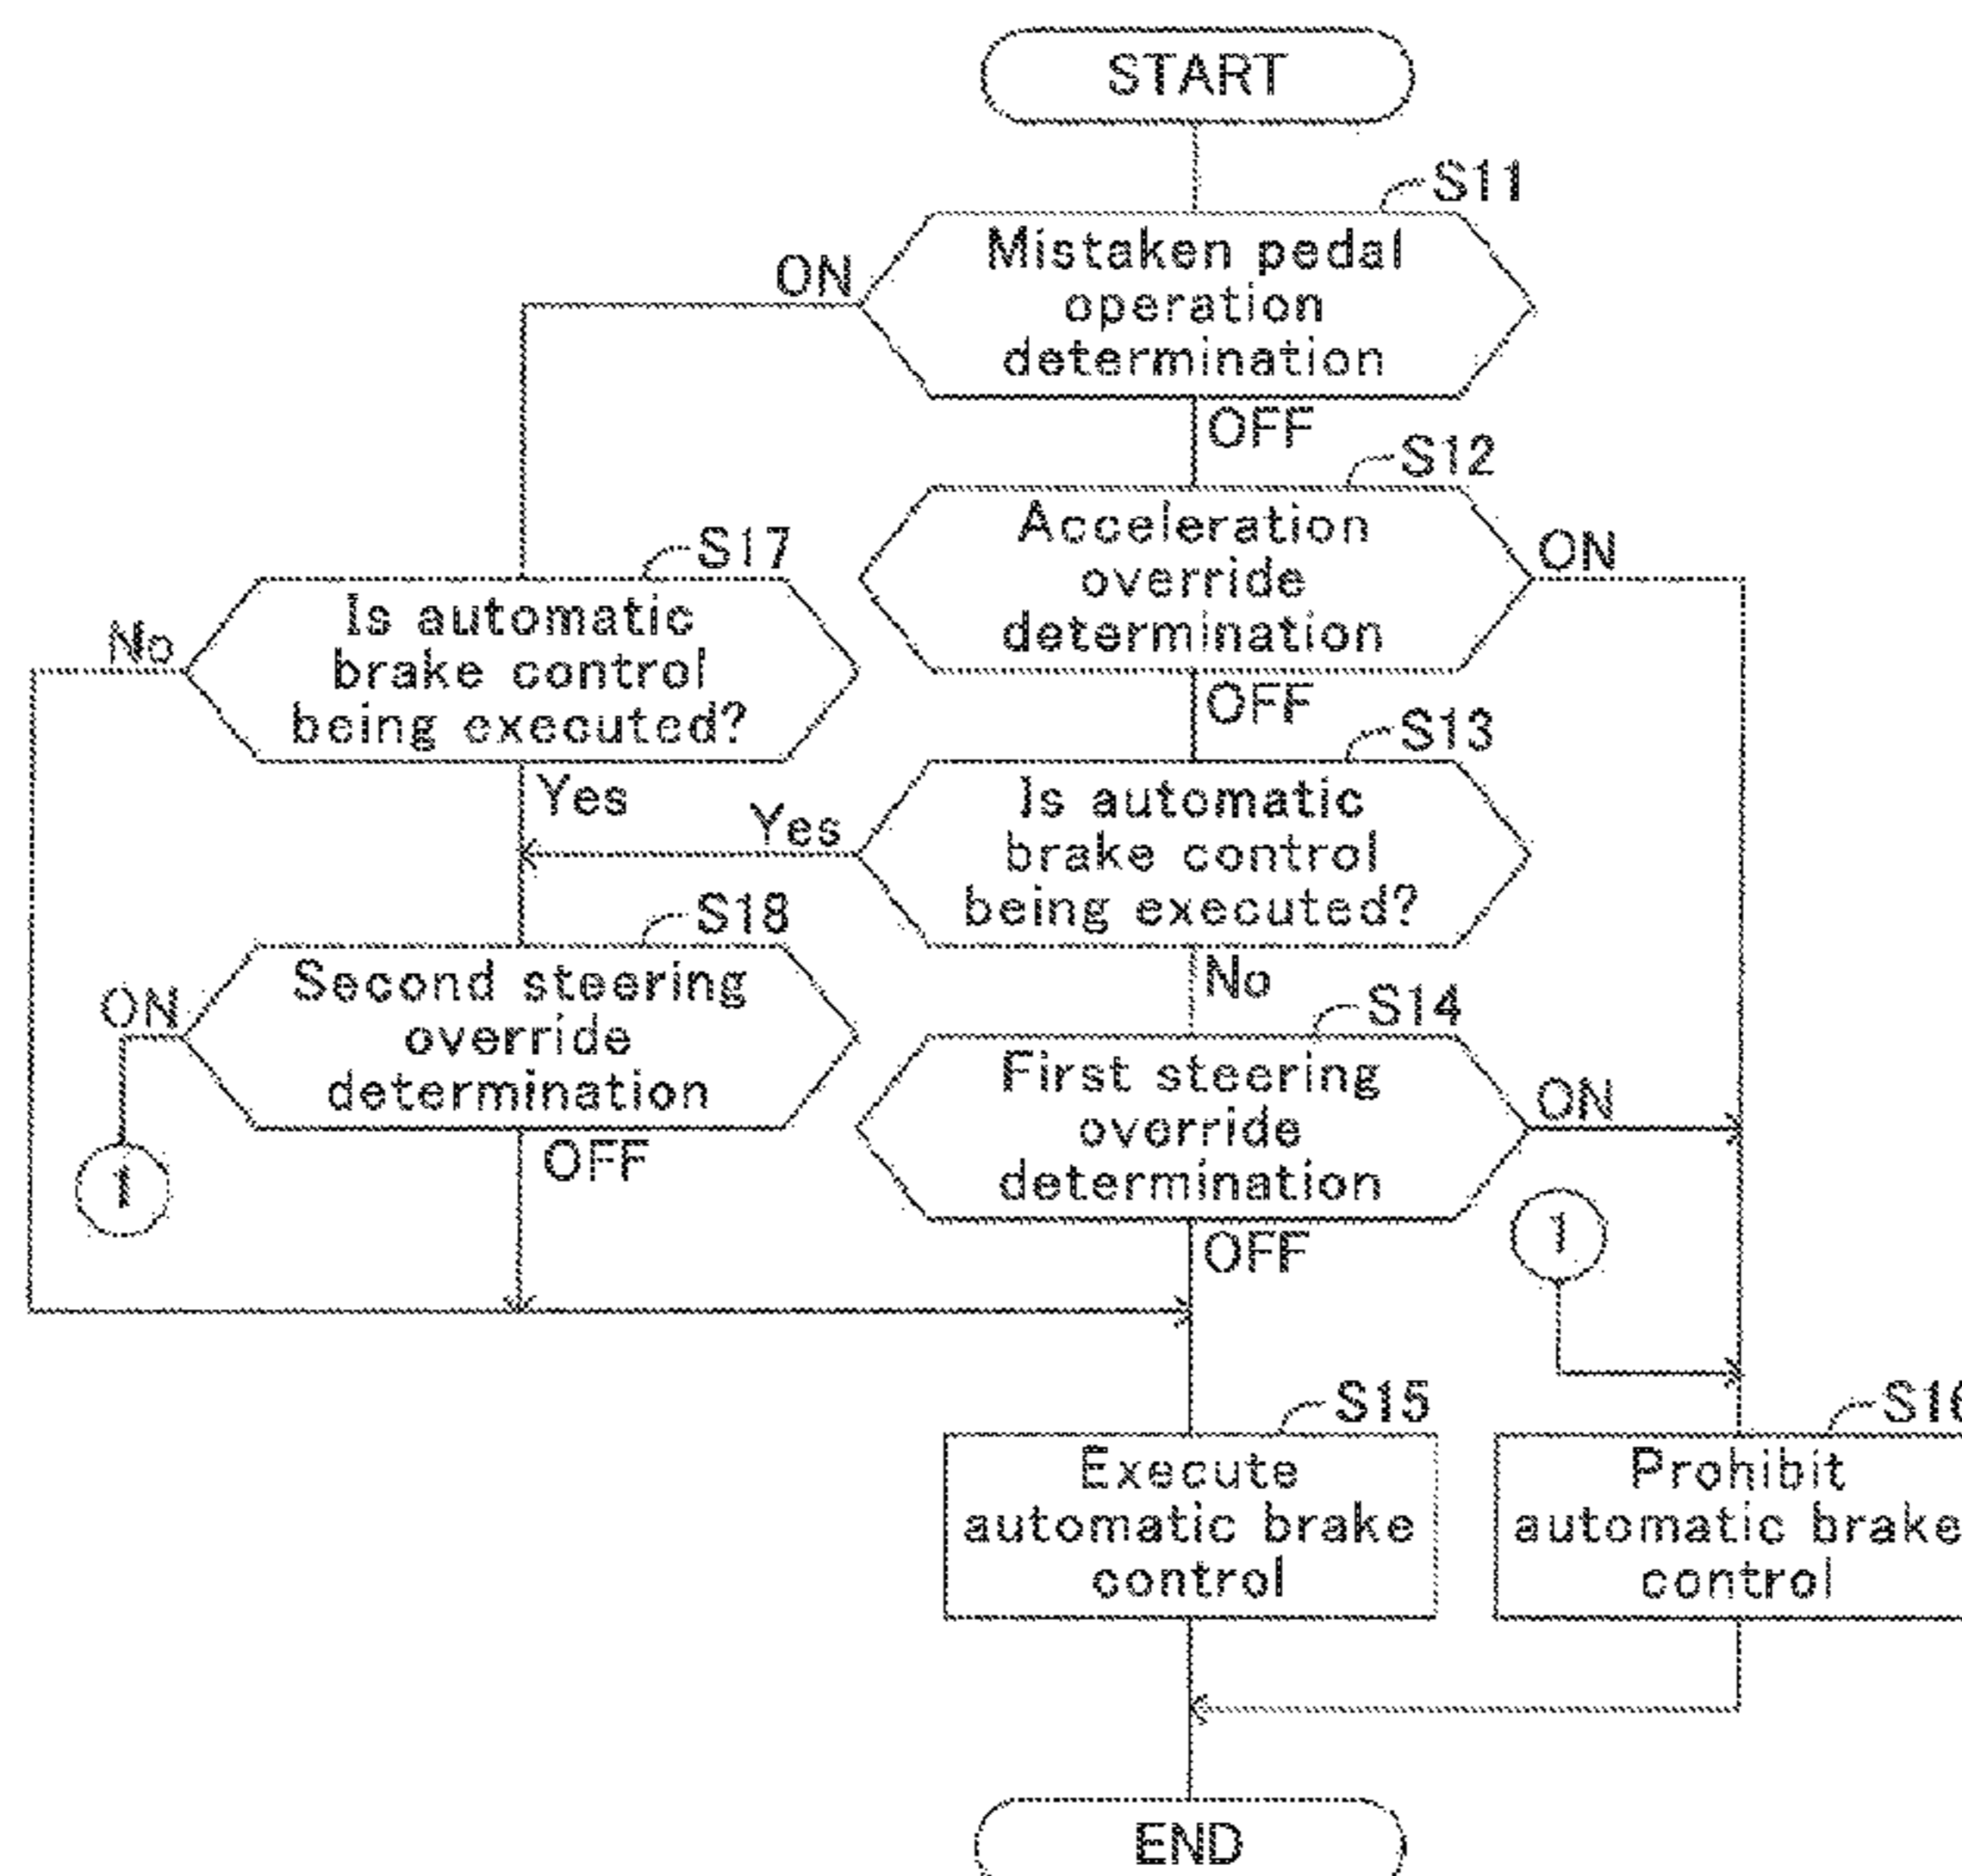 START
S11
Mistaken pedal
operation
determination
ON
OFF
S12
Acceleration
override
determination
ON
OFF
S17
Is automatic
brake control
being executed?
No
Yes
S13
Is automatic
brake control
being executed?
Yes
No
S18
Second steering
override
determination
ON
OFF
1
S14
First steering
override
determination
ON
OFF
1
S15
Execute
automatic brake
control
S16
Prohibit
automatic brake
control
END